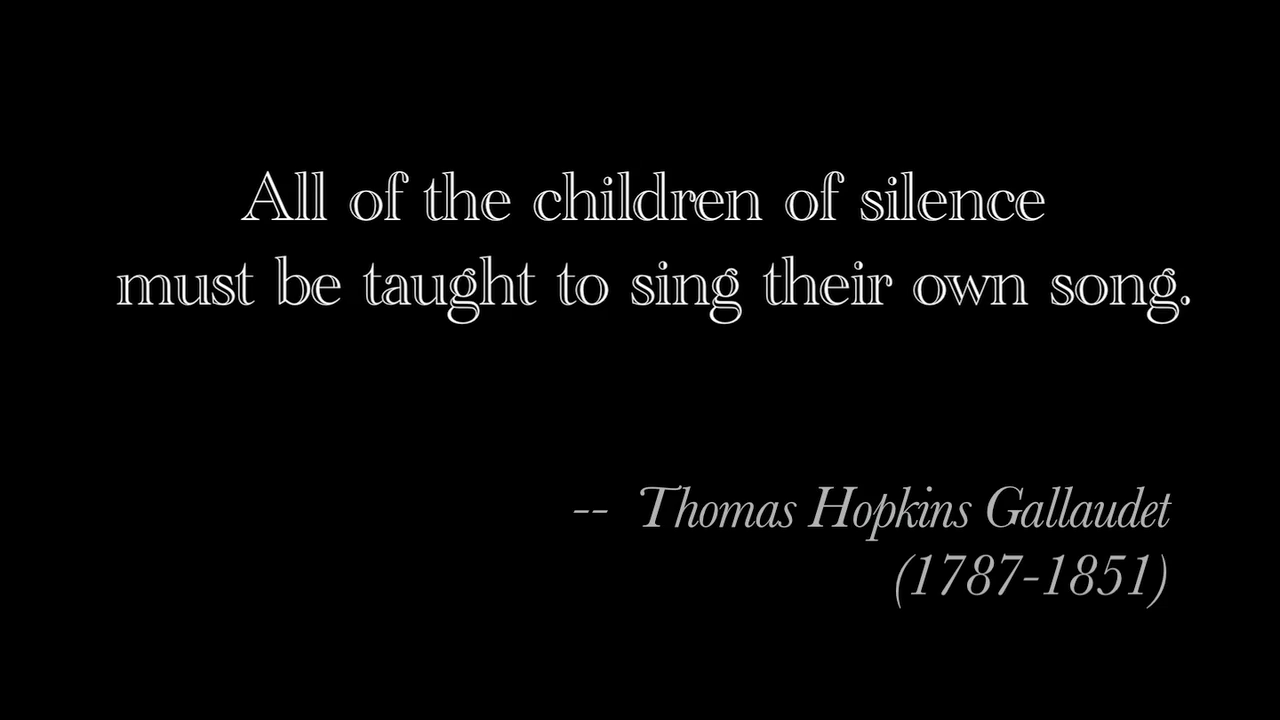 All of the children of silence
must be taught to sing their own song.
-- Thomas Hopkins Gallaudet
(1787-1851)